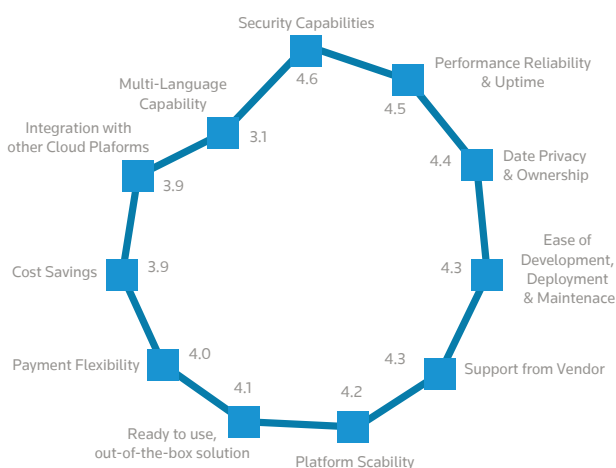 Security Capabilities
4.6
Performance Reliability
& Uptime
4.5
Date Privacy
& Ownership
4.4
Ease of
Development,
Deployment
& Maintenace
4.3
Support from Vendor
4.3
Platform Scability
4.2
Ready to use,
out-of-the-box solution
4.1
Payment Flexibility
4.0
Cost Savings
3.9
Integration with
other Cloud Plaforms
3.9
Multi-Language
Capability
3.1